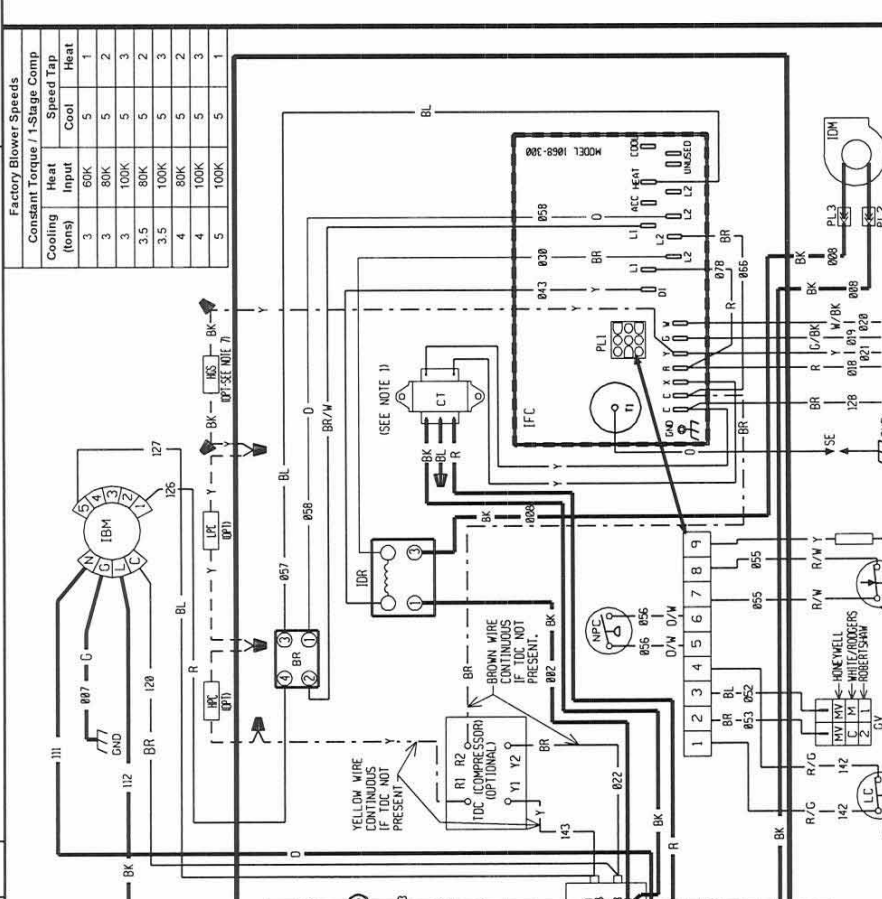 Factory Blower Speeds
Constant Torque / 1-Stage Comp
Cooling (tons) Heat Input Speed Tap
Cool Heat
3 60K 5 1
3 80K 5 2
3 100K 5 3
3.5 80K 5 2
3.5 100K 5 3
4 80K 5 2
4 100K 5 3
5 100K 5 1
BL
MODEL 1068-300
COOL
UNUSED
HEAT
ACC
L2
L2
L1
L2
L2
L1
DI
058 O
030 BR
043 Y
IDM
PL3
PL2
BK 008
BK 008
BR
078
066
R
PL1
W
G
Y
R
X
C
C
C
GND
IFC
T1
W/BK 020
G/BK 019
Y 021
R 018
BR 128
BR
O
SE
BK
HGS
(OPT-SEE NOTE 7)
BK
Y
Y
(SEE NOTE 1)
CT
BK
BL
R
Y
Y
BK
008
O
BR/W
BL
058
057
127
126
5
4
3
2
1
IBM
N
G
L
C
LPC
(OPT)
Y
Y
Y
HPC
(OPT)
IDR
3
1
3
1
4
2
BR
BL
R
120
BR
007 G
GND
111
112
BK
O
BR
BROWN WIRE
CONTINUOUS
IF TDC NOT
PRESENT.
002
BK
YELLOW WIRE
CONTINUOUS
IF TDC NOT
PRESENT
Y
R1 R2
TDC (COMPRESSOR)
(OPTIONAL)
Y1 Y2
BR
Y
143
022
BK
R
NPC
056 O/W
056 O/W
9
8
7
6
5
4
3
2
1
Y
055 R/W
055 R/W
BL 052
BR 053
HONEYWELL
WHITE/RODGERS
ROBERTSHAW
MV M 1
MV C 2
GV
R/G 142
R/G 142
LC
BK